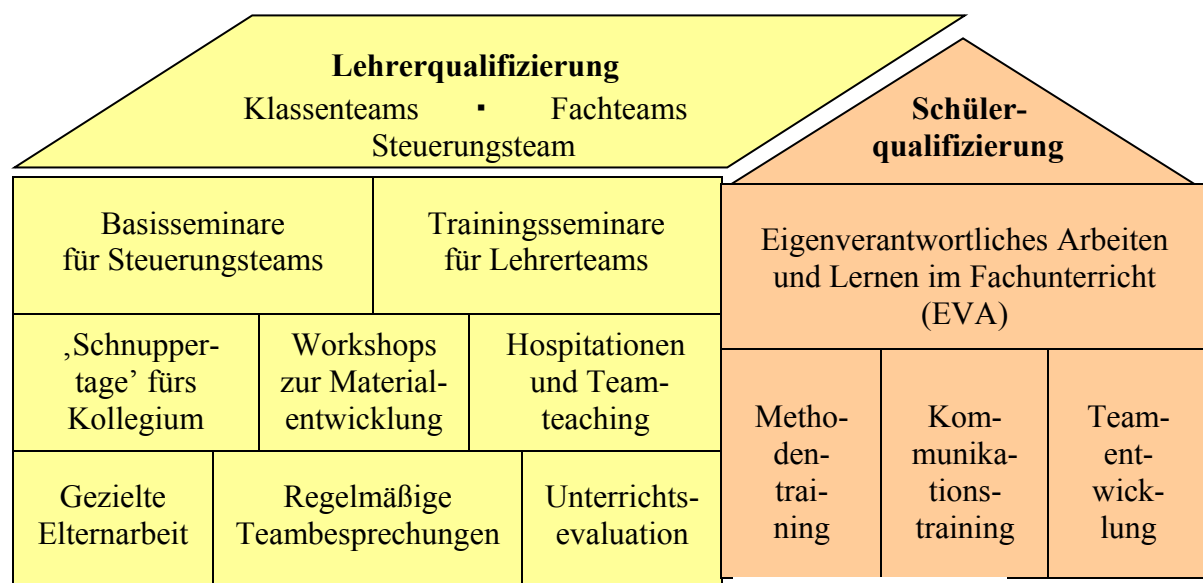 Lehrerqualifizierung
Klassenteams ▪ Fachteams
Steuerungsteam
Basisseminare
für Steuerungsteams
Trainingsseminare
für Lehrerteams
‚Schnupper-
tage’ fürs
Kollegium
Workshops
zur Material-
entwicklung
Hospitationen
und Team-
teaching
Gezielte
Elternarbeit
Regelmäßige
Teambesprechungen
Unterrichts-
evaluation
Schüler-
qualifizierung
Eigenverantwortliches Arbeiten
und Lernen im Fachunterricht
(EVA)
Metho-
den-
trai-
ning
Kom-
munika-
tions-
training
Team-
ent-
wick-
lung